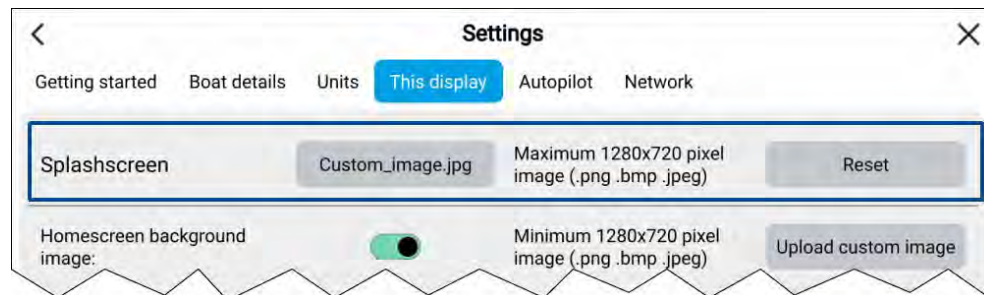 Settings
Getting started Boat details Units This display Autopilot Network
Splashscreen Custom_image.jpg Maximum 1280x720 pixel Reset
image (.png .bmp .jpeg)
Homescreen background Minimum 1280x720 pixel Upload custom image
image: image (.png .bmp .jpeg)